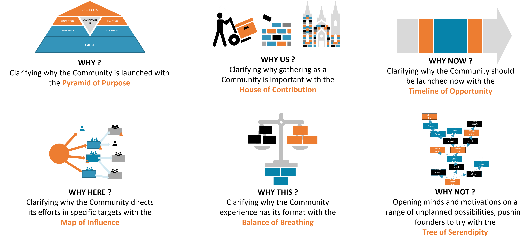 WHY ?
Clarifying why the Community is launched with
the Pyramid of Purpose
WHY US ?
Clarifying why gathering as a
Community is important with the
House of Contribution
WHY NOW ?
Clarifying why the Community should
be launched now with the
Timeline of Opportunity
WHY HERE ?
Clarifying why the Community directs
its efforts in specific targets with the
Map of Influence
WHY THIS ?
Clarifying why the Community
experience has its format with the
Balance of Breathing
WHY NOT ?
Opening minds and motivations on a
range of unplanned possibilities, pushin
founders to try with the
Tree of Serendipity